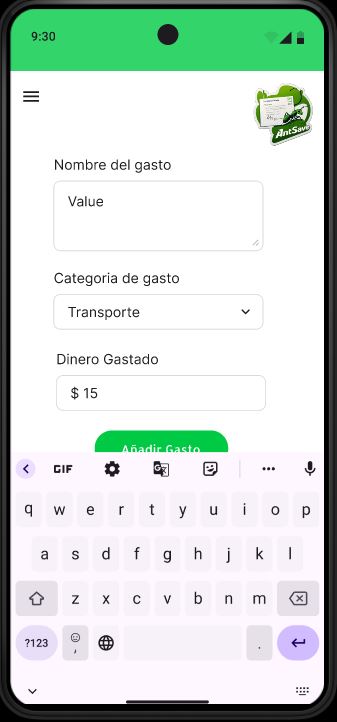 9:30
AntSave
Nombre del gasto
Value
Categoria de gasto
Transporte
Dinero Gastado
$ 15
Añadir Gasto
GIF
q w e r t y u i o p
a s d f g h j k l
z x c v b n m
?123 , .